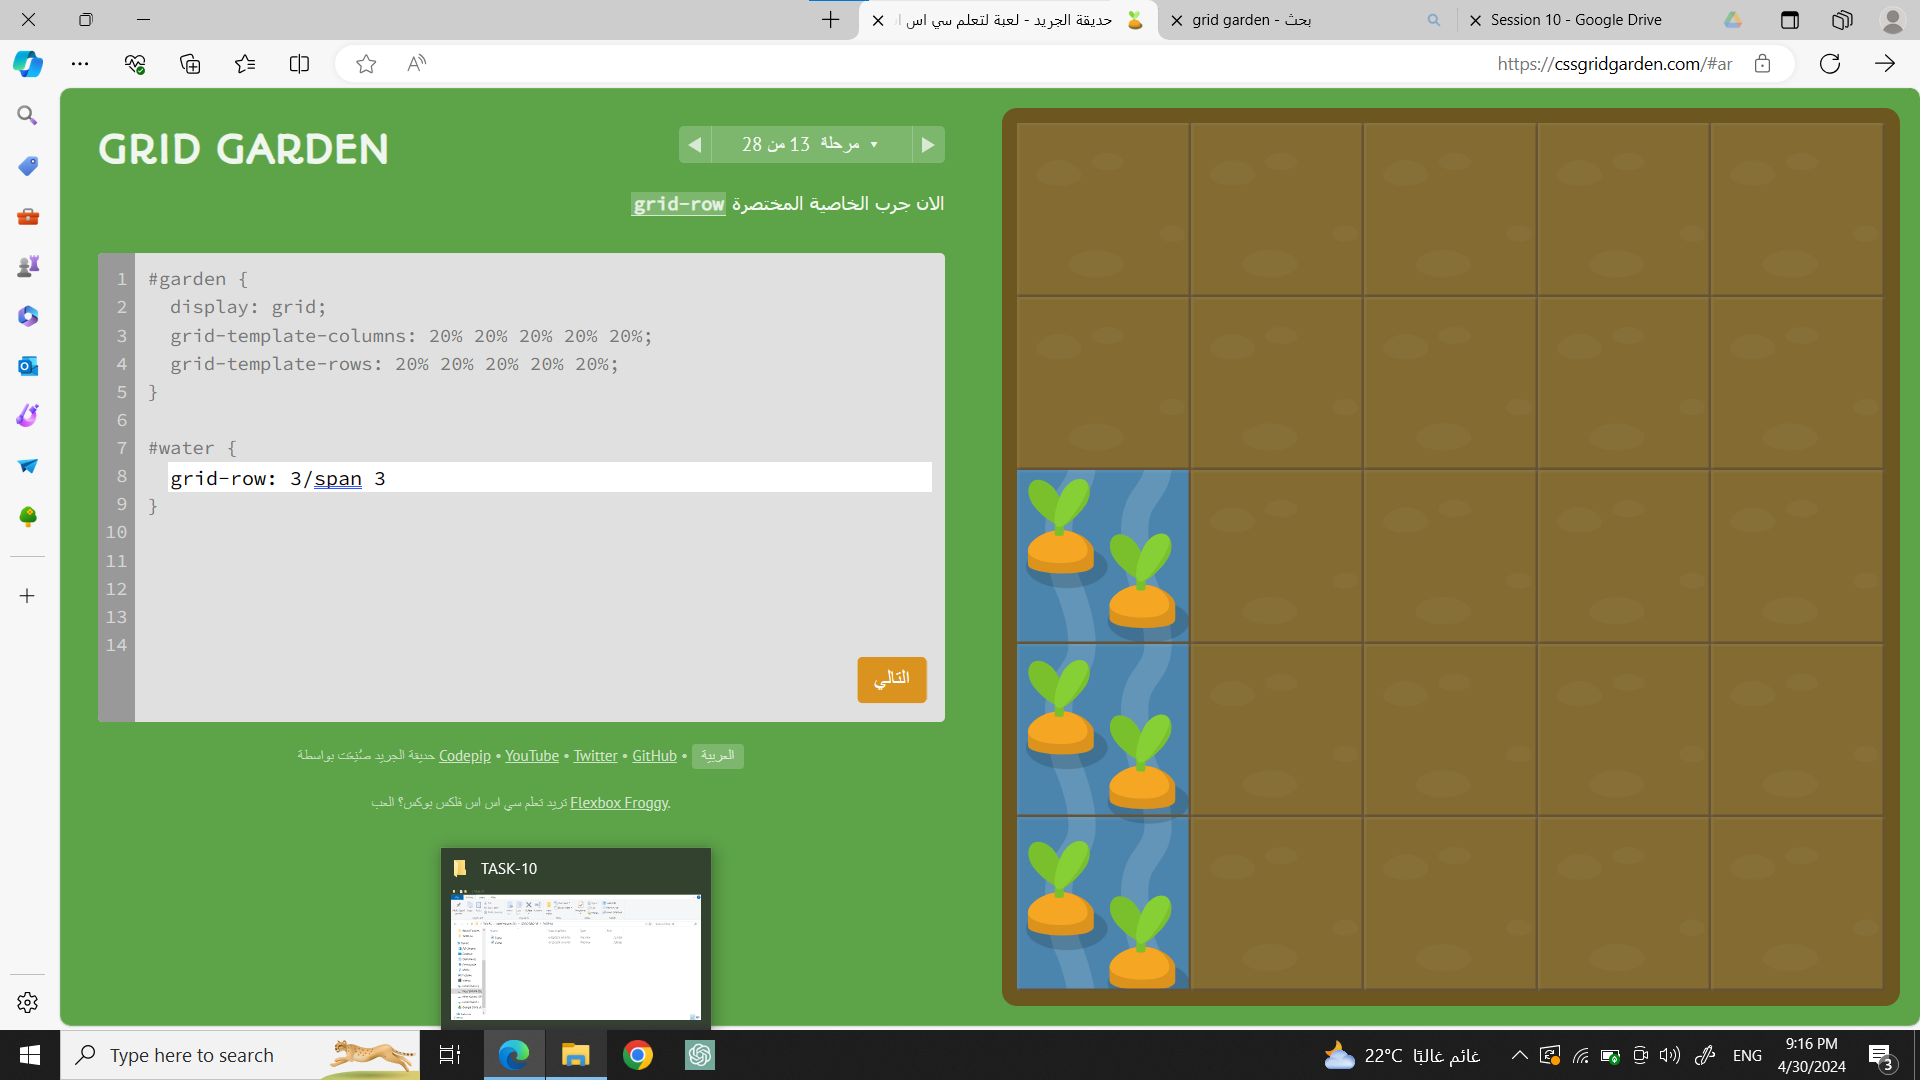 حديقة الجريد - لعبة لتعلم سي اس ا
grid garden - بحث
Session 10 - Google Drive
https://cssgridgarden.com/#ar
GRID GARDEN
مرحلة 13 من 28
الان جرب الخاصية المختصرة grid-row
1 #garden {
2 display: grid;
3 grid-template-columns: 20% 20% 20% 20% 20%;
4 grid-template-rows: 20% 20% 20% 20% 20%;
5 }
6
7 #water {
8 grid-row: 3/span 3
9 }
10
11
12
13
14
التالي
حديقة الجريد صُنِعَت بواسطة Codepip • YouTube • Twitter • GitHub • العربية
تريد تعلم سي اس اس فلكس بوكس؟ العب Flexbox Froggy.
TASK-10
Type here to search
22°C غائم غالبًا
ENG
9:16 PM
4/30/2024
3